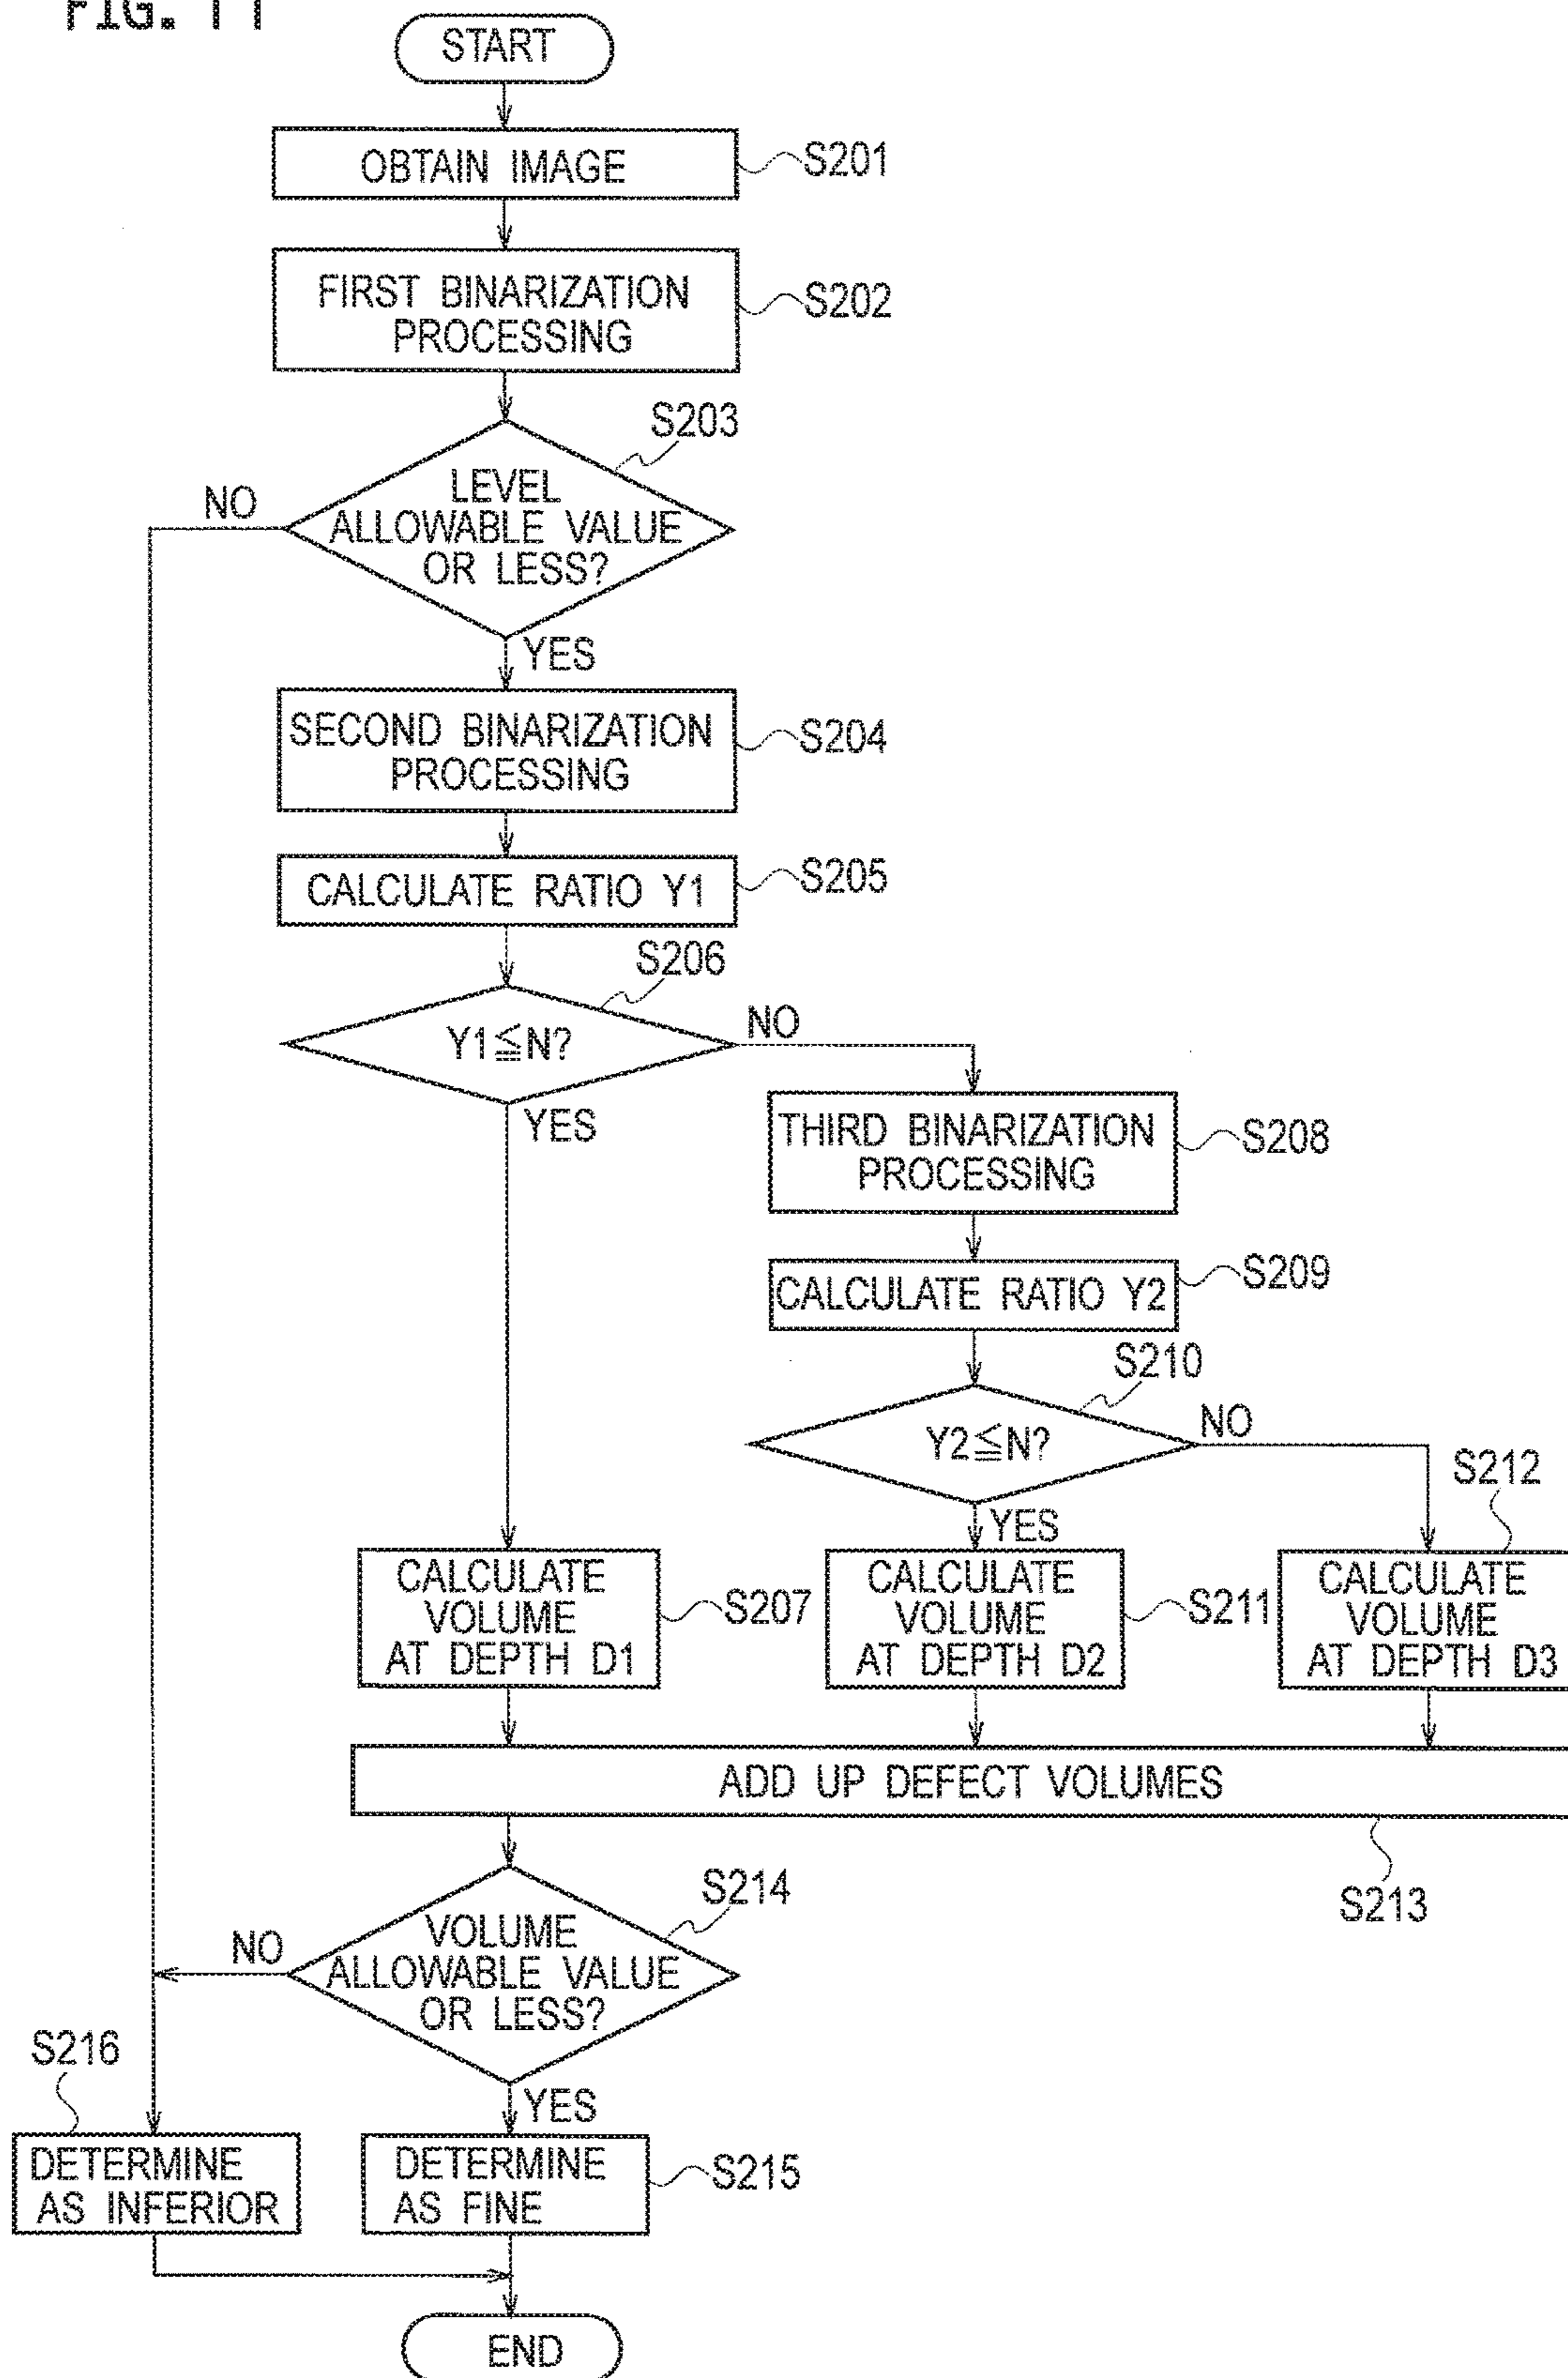 FIG. 11
START
OBTAIN IMAGE
S201
FIRST BINARIZATION
PROCESSING
S202
S203
LEVEL
ALLOWABLE VALUE
OR LESS?
NO
YES
SECOND BINARIZATION
PROCESSING
S204
CALCULATE RATIO Y1
S205
S206
Y1≦N?
NO
YES
THIRD BINARIZATION
PROCESSING
S208
CALCULATE RATIO Y2
S209
S210
Y2≦N?
NO
YES
S212
CALCULATE
VOLUME
AT DEPTH D1
S207
CALCULATE
VOLUME
AT DEPTH D2
S211
CALCULATE
VOLUME
AT DEPTH D3
ADD UP DEFECT VOLUMES
S213
S214
VOLUME
ALLOWABLE VALUE
OR LESS?
NO
YES
S216
DETERMINE
AS INFERIOR
DETERMINE
AS FINE
S215
END